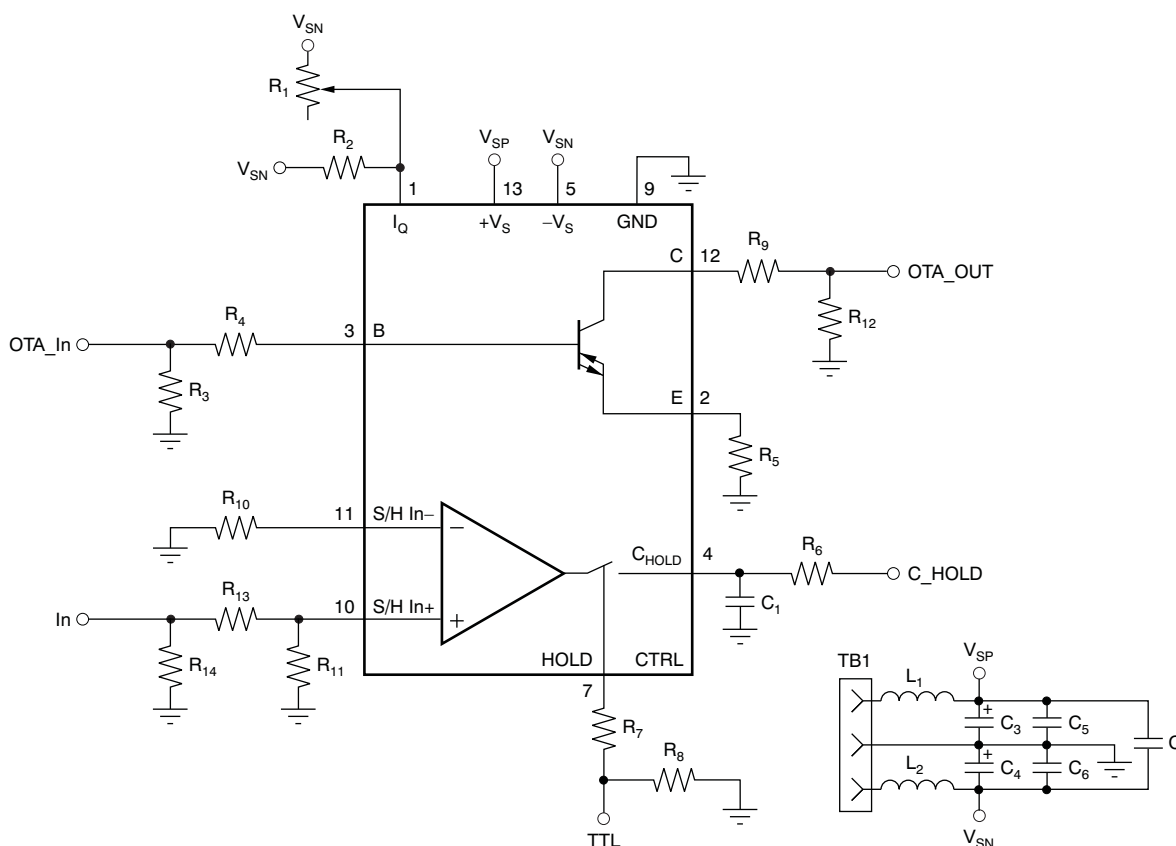 V_SN
R_1
R_2
V_SN
V_SP
V_SN
1
13
5
9
I_Q
+V_S
–V_S
GND
C
12
R_9
OTA_OUT
R_12
R_4
OTA_In
3
B
R_3
E
2
R_5
R_10
11
S/H In–
–
C_HOLD
4
R_6
C_HOLD
C_1
R_13
In
10
S/H In+
+
R_14
R_11
HOLD
CTRL
7
R_7
R_8
TTL
TB1
L_1
V_SP
+
C_3
C_5
C
+
C_4
C_6
L_2
V_SN